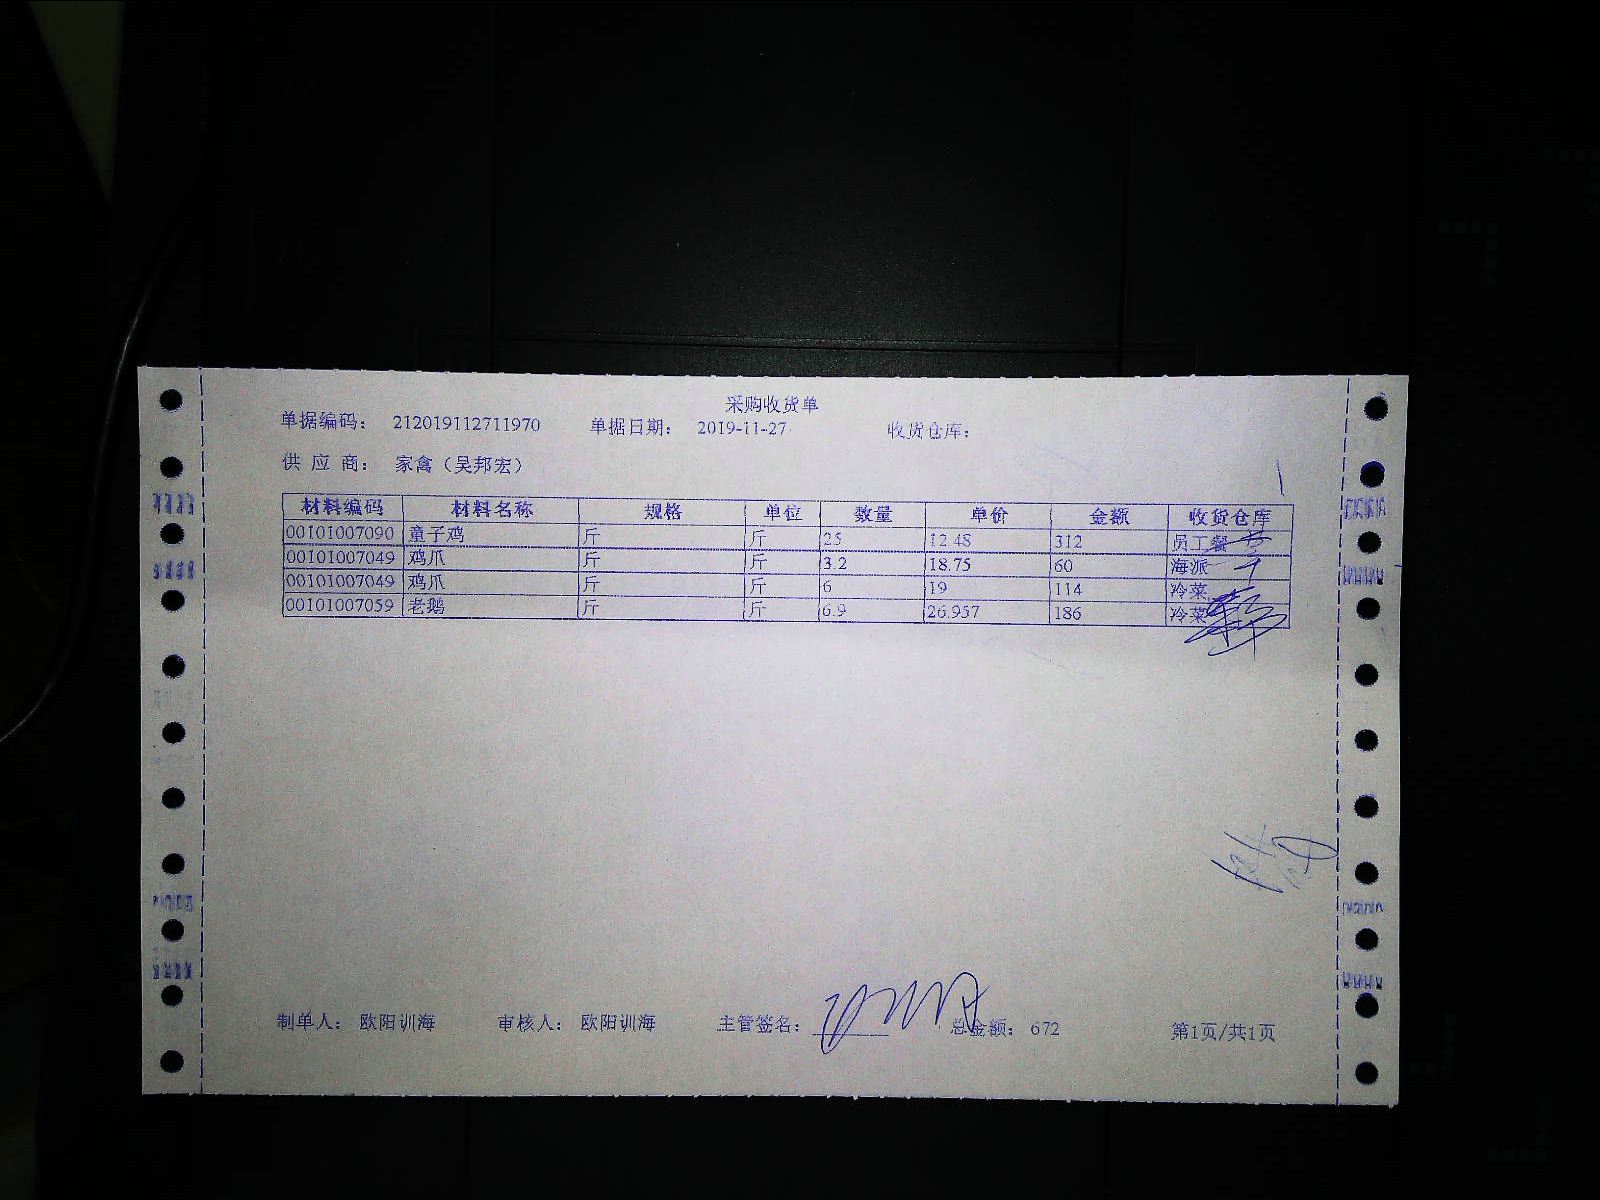 采购收货单
单据编码： 212019112711970 单据日期： 2019-11-27 收货仓库：
供 应 商： 家禽（吴邦宏）
材料编码 材料名称 规格 单位 数量 单价 金额 收货仓库
00101007090 童子鸡 斤 斤 25 12.48 312 员工餐
00101007049 鸡爪 斤 斤 3.2 18.75 60 海派
00101007049 鸡爪 斤 斤 6 19 114 冷菜
00101007059 老鹅 斤 斤 6.9 26.957 186 冷菜
制单人： 欧阳训海 审核人： 欧阳训海 主管签名： 总金额： 672 第1页/共1页